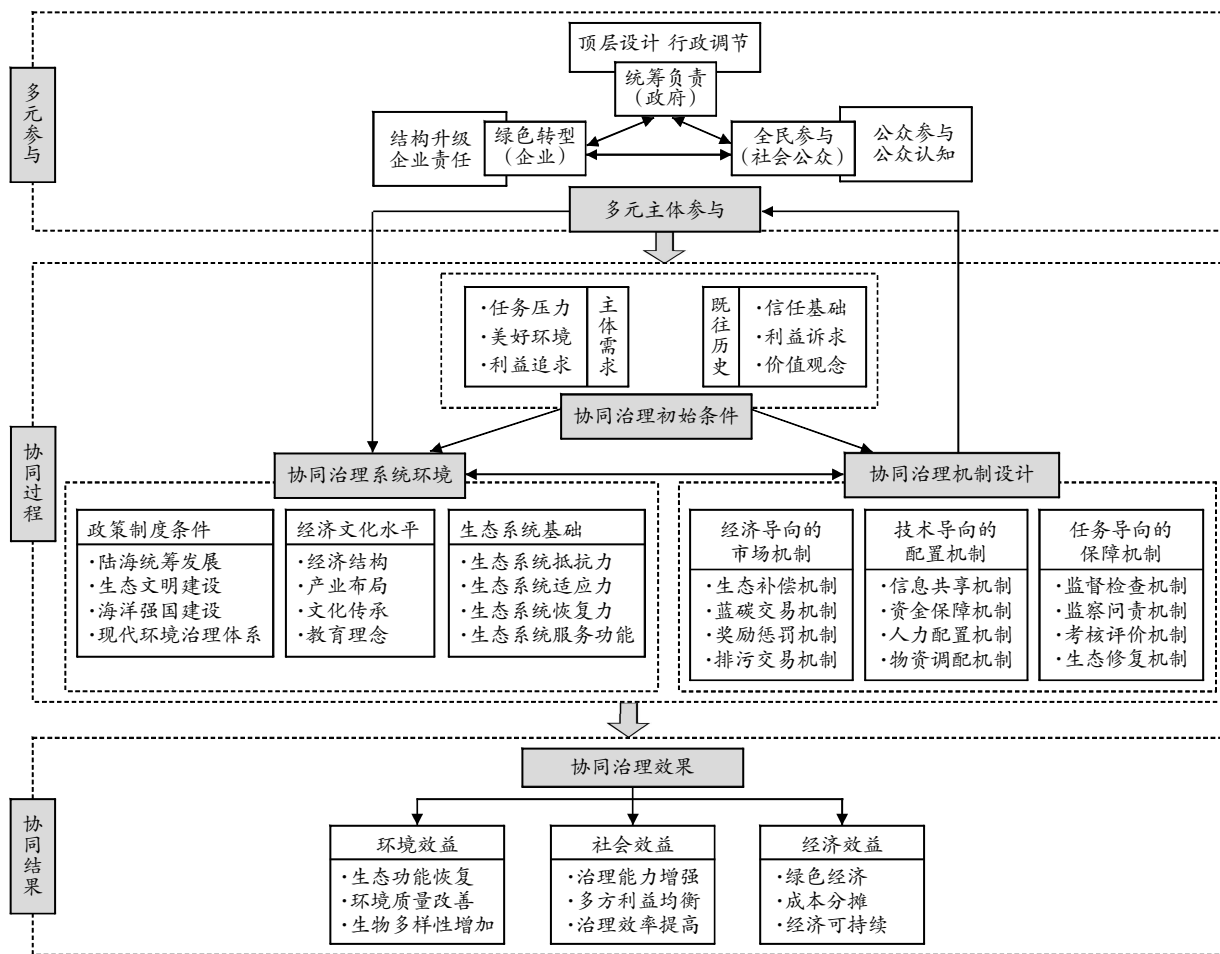 多元参与
顶层设计 行政调节
统筹负责
（政府）
结构升级
企业责任
绿色转型
（企业）
全民参与
（社会公众）
公众参与
公众认知
多元主体参与
协同过程
·任务压力
·美好环境
·利益追求
主体需求
既往历史
·信任基础
·利益诉求
·价值观念
协同治理初始条件
协同治理系统环境
协同治理机制设计
政策制度条件
·陆海统筹发展
·生态文明建设
·海洋强国建设
·现代环境治理体系
经济文化水平
·经济结构
·产业布局
·文化传承
·教育理念
生态系统基础
·生态系统抵抗力
·生态系统适应力
·生态系统恢复力
·生态系统服务功能
经济导向的
市场机制
·生态补偿机制
·蓝碳交易机制
·奖励惩罚机制
·排污交易机制
技术导向的
配置机制
·信息共享机制
·资金保障机制
·人力配置机制
·物资调配机制
任务导向的
保障机制
·监督检查机制
·监察问责机制
·考核评价机制
·生态修复机制
协同结果
协同治理效果
环境效益
·生态功能恢复
·环境质量改善
·生物多样性增加
社会效益
·治理能力增强
·多方利益均衡
·治理效率提高
经济效益
·绿色经济
·成本分摊
·经济可持续